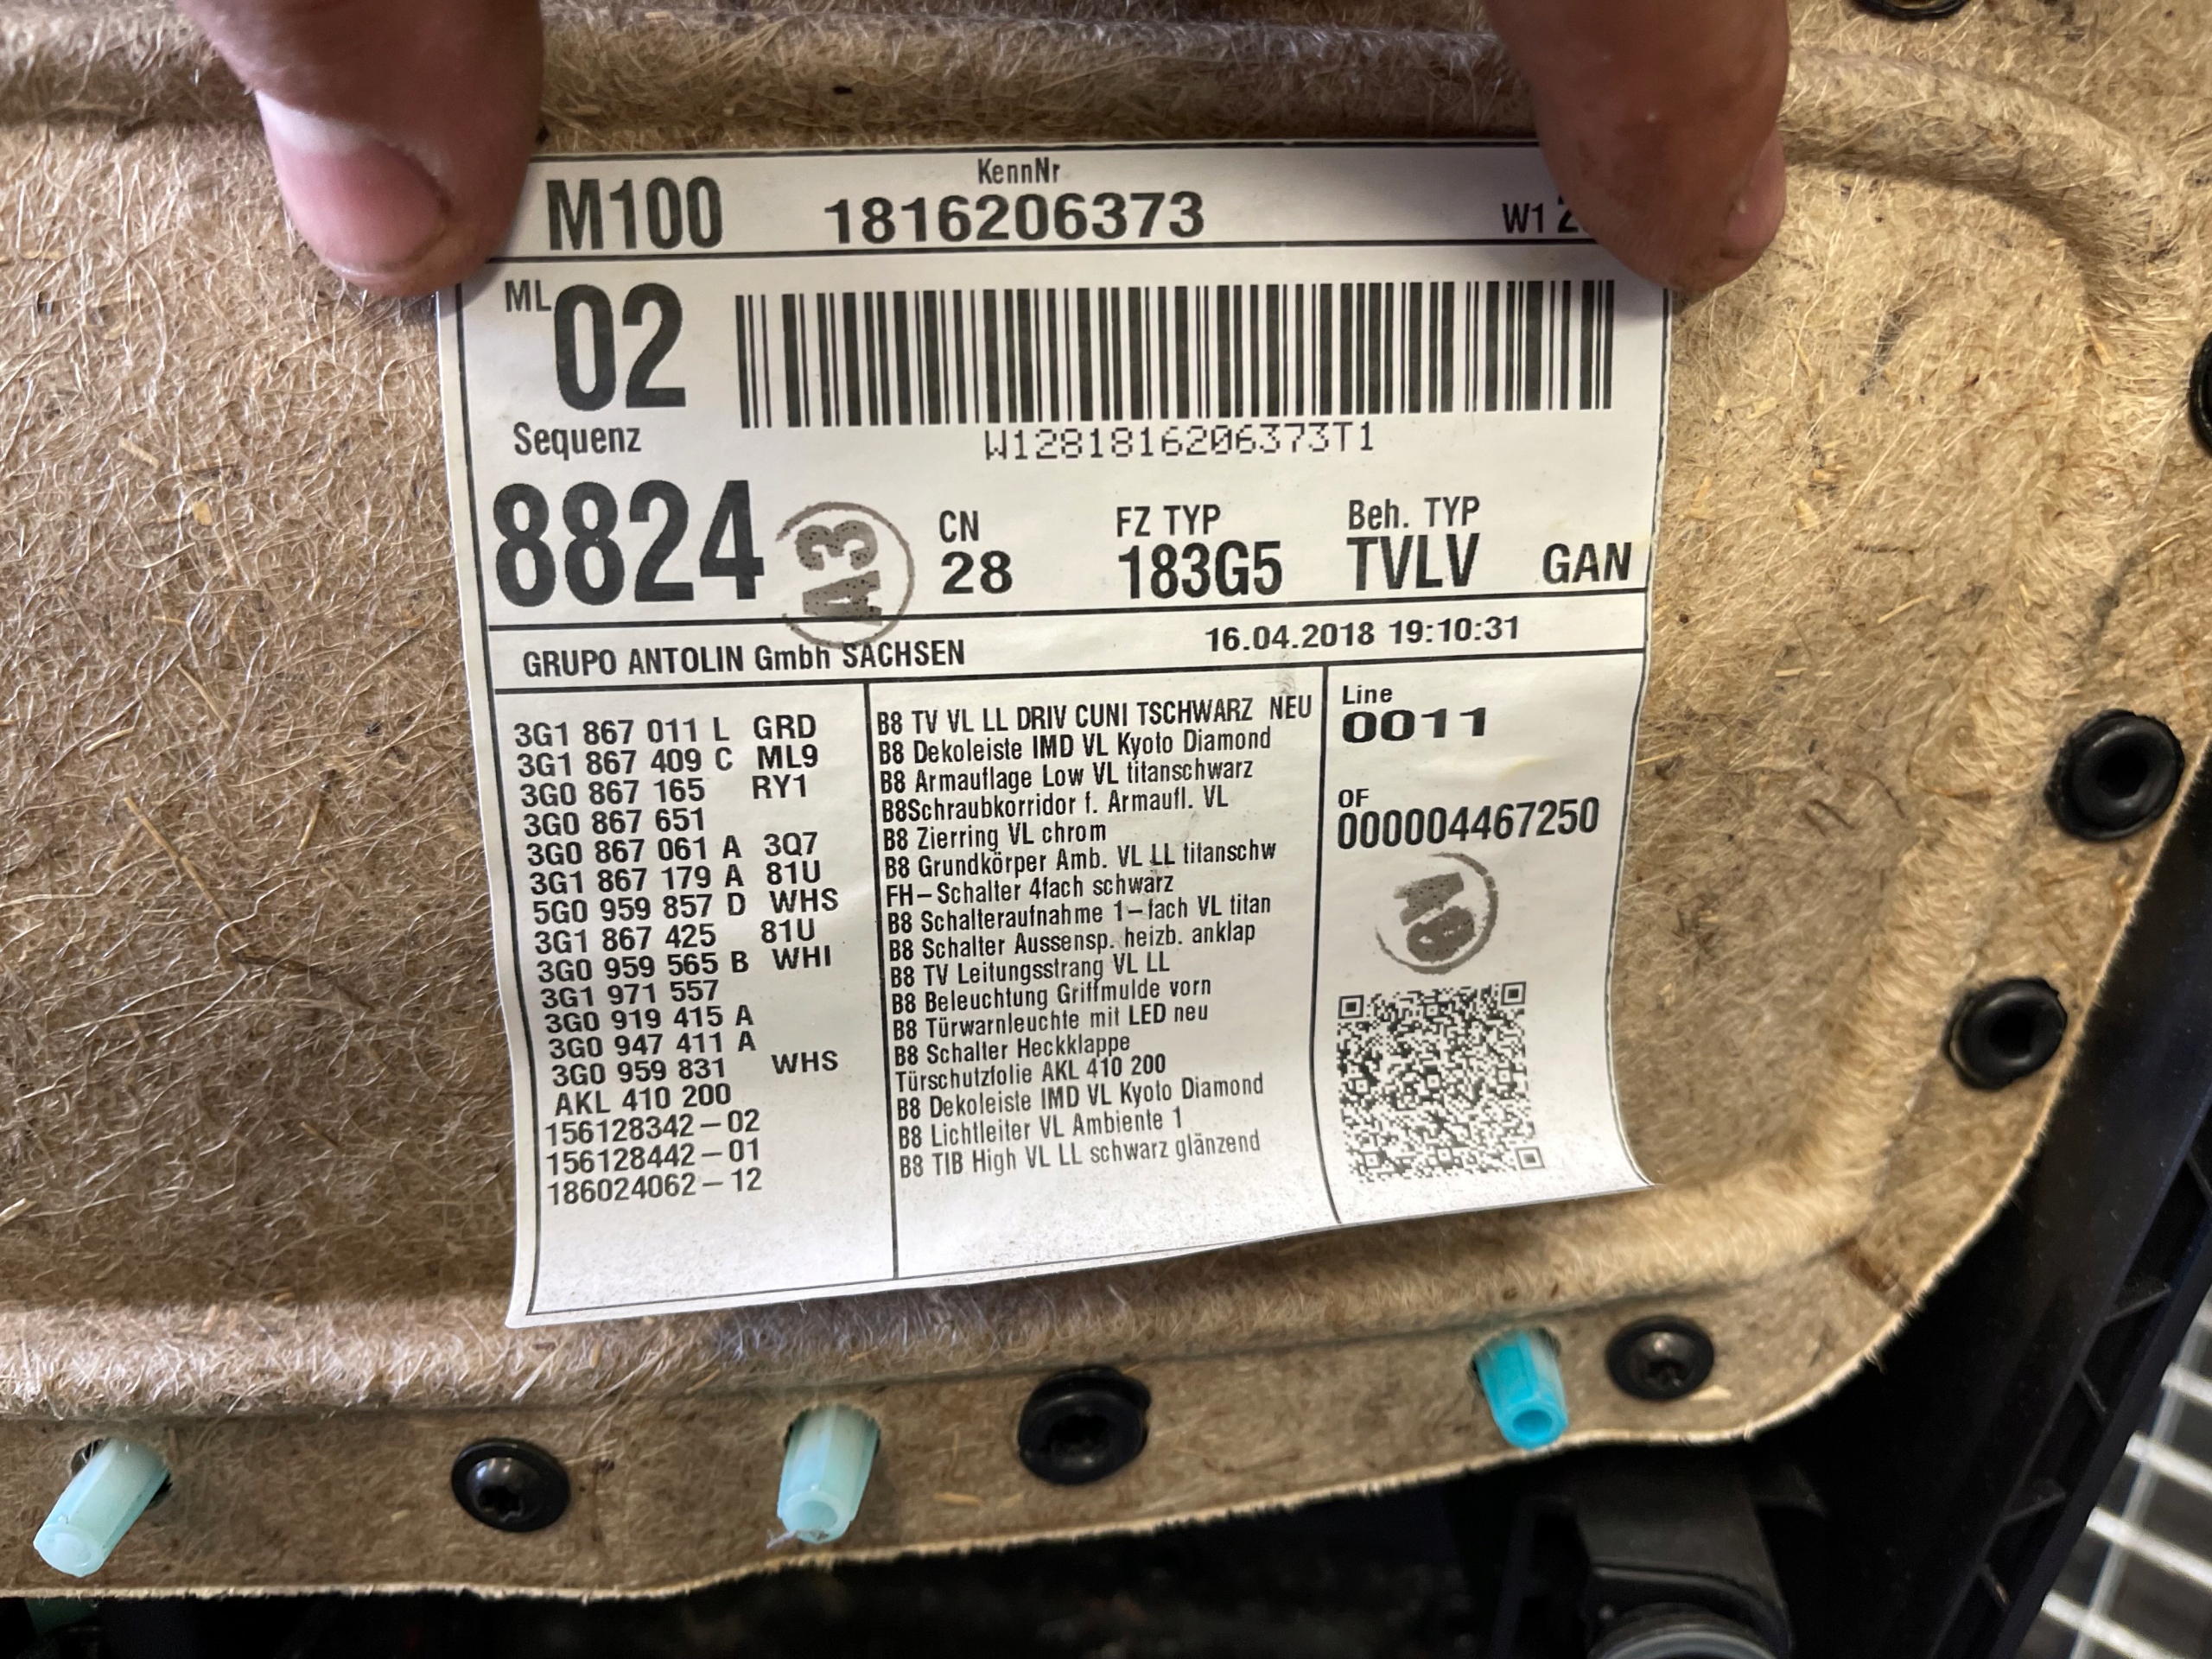 KennNr
M100 1816206373 W1
ML 02
W1281816206373T1
Sequenz
8824
A3
CN
28
FZ TYP
183G5
Beh. TYP
TVLV GAN
GRUPO ANTOLIN Gmbh SACHSEN 16.04.2018 19:10:31
3G1 867 011 L GRD
3G1 867 409 C ML9
3G0 867 165 RY1
3G0 867 651
3G0 867 061 A 3Q7
3G1 867 179 A 81U
5G0 959 857 D WHS
3G1 867 425 81U
3G0 959 565 B WHI
3G1 971 557
3G0 919 415 A
3G0 947 411 A
3G0 959 831 WHS
AKL 410 200
156128342-02
156128442-01
186024062-12
B8 TV VL LL DRIV CUNI TSCHWARZ NEU
B8 Dekoleiste IMD VL Kyoto Diamond
B8 Armauflage Low VL titanschwarz
B8Schraubkorridor f. Armaufl. VL
B8 Zierring VL chrom
B8 Grundkörper Amb. VL LL titanschw
FH-Schalter 4fach schwarz
B8 Schalteraufnahme 1-fach VL titan
B8 Schalter Aussensp. heizb. anklap
B8 TV Leitungsstrang VL LL
B8 Beleuchtung Griffmulde vorn
B8 Türwarnleuchte mit LED neu
B8 Schalter Heckklappe
Türschutzfolie AKL 410 200
B8 Dekoleiste IMD VL Kyoto Diamond
B8 Lichtleiter VL Ambiente 1
B8 TIB High VL LL schwarz glänzend
Line
0011
OF
000004467250